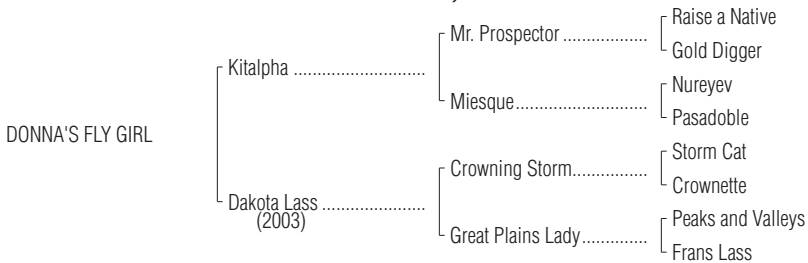 Raise a Native
Mr. Prospector ..................
Gold Digger
Kitalpha ............................
Nureyev
Miesque............................
Pasadoble
DONNA'S FLY GIRL
Storm Cat
Crowning Storm................
Crownette
Dakota Lass ......................
(2003)
Peaks and Valleys
Great Plains Lady..............
Frans Lass